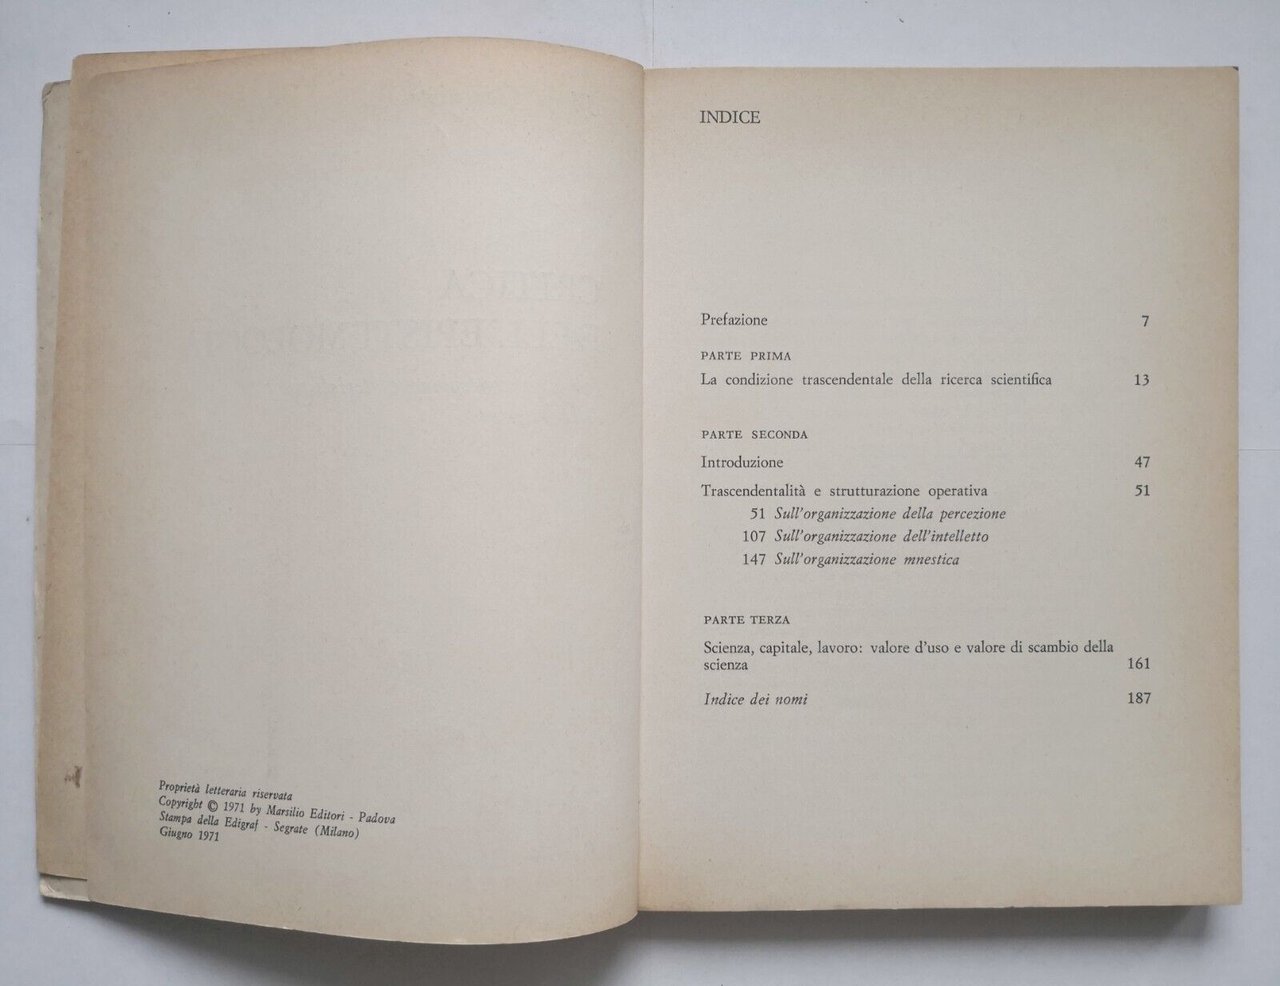 Proprietà letteraria riservata
Copyright © 1971 by Marsilio Editori - Padova
Stampa della Edigraf - Segrate (Milano)
Giugno 1971
INDICE
Prefazione 7
PARTE PRIMA
La condizione trascendentale della ricerca scientifica 13
PARTE SECONDA
Introduzione 47
Trascendentalità e strutturazione operativa 51
51 Sull'organizzazione della percezione
107 Sull'organizzazione dell'intelletto
147 Sull'organizzazione mnestica
PARTE TERZA
Scienza, capitale, lavoro: valore d'uso e valore di scambio della
scienza 161
Indice dei nomi 187